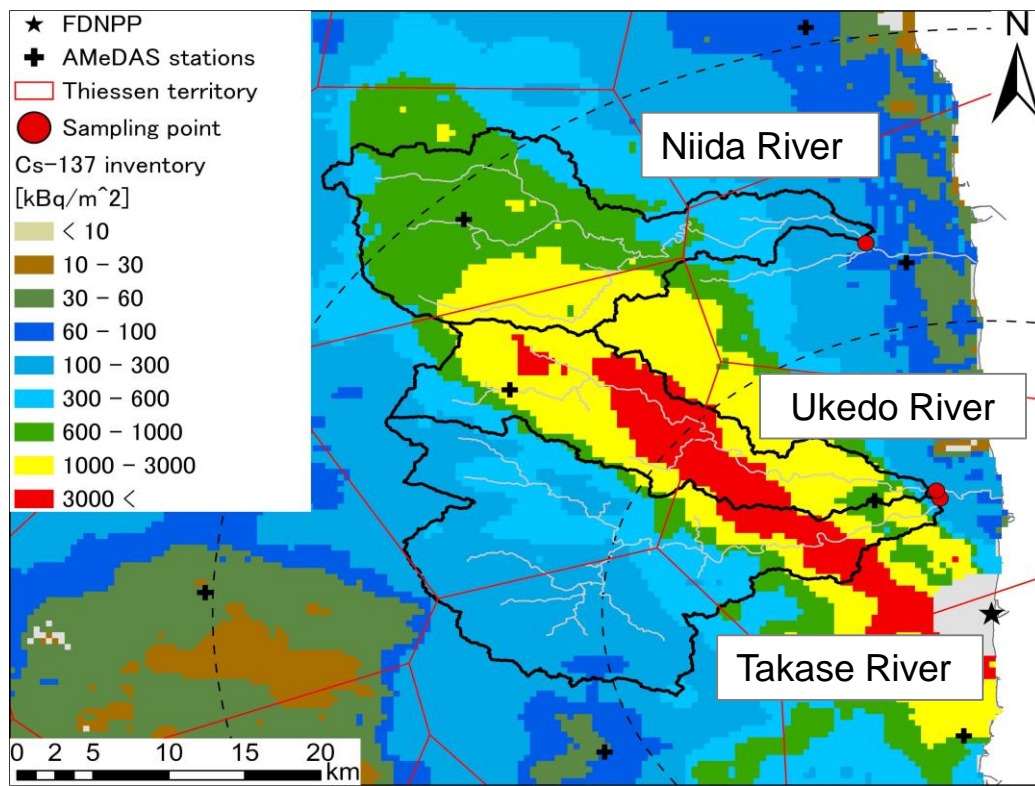 FDNPP
AMeDAS stations
Thiessen territory
Sampling point
Cs-137 inventory
[kBq/m^2]
< 10
10 - 30
30 - 60
60 - 100
100 - 300
300 - 600
600 - 1000
1000 - 3000
3000 <
N
Niida River
Ukedo River
Takase River
0 2 5 10 15 20
km